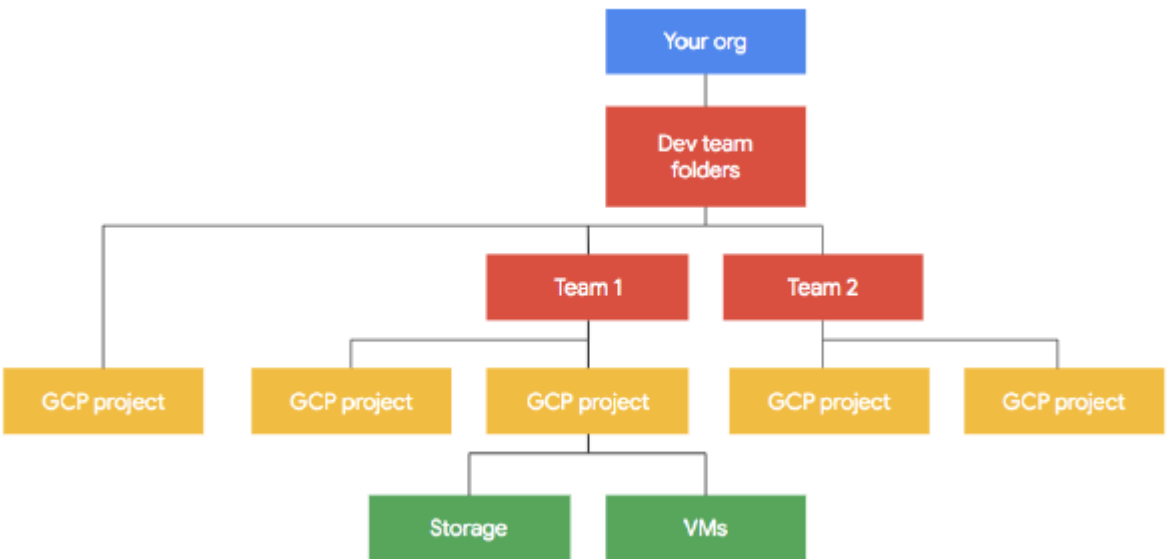 Your org
Dev team
folders
Team 1
Team 2
GCP project
GCP project
GCP project
GCP project
GCP project
Storage
VMs